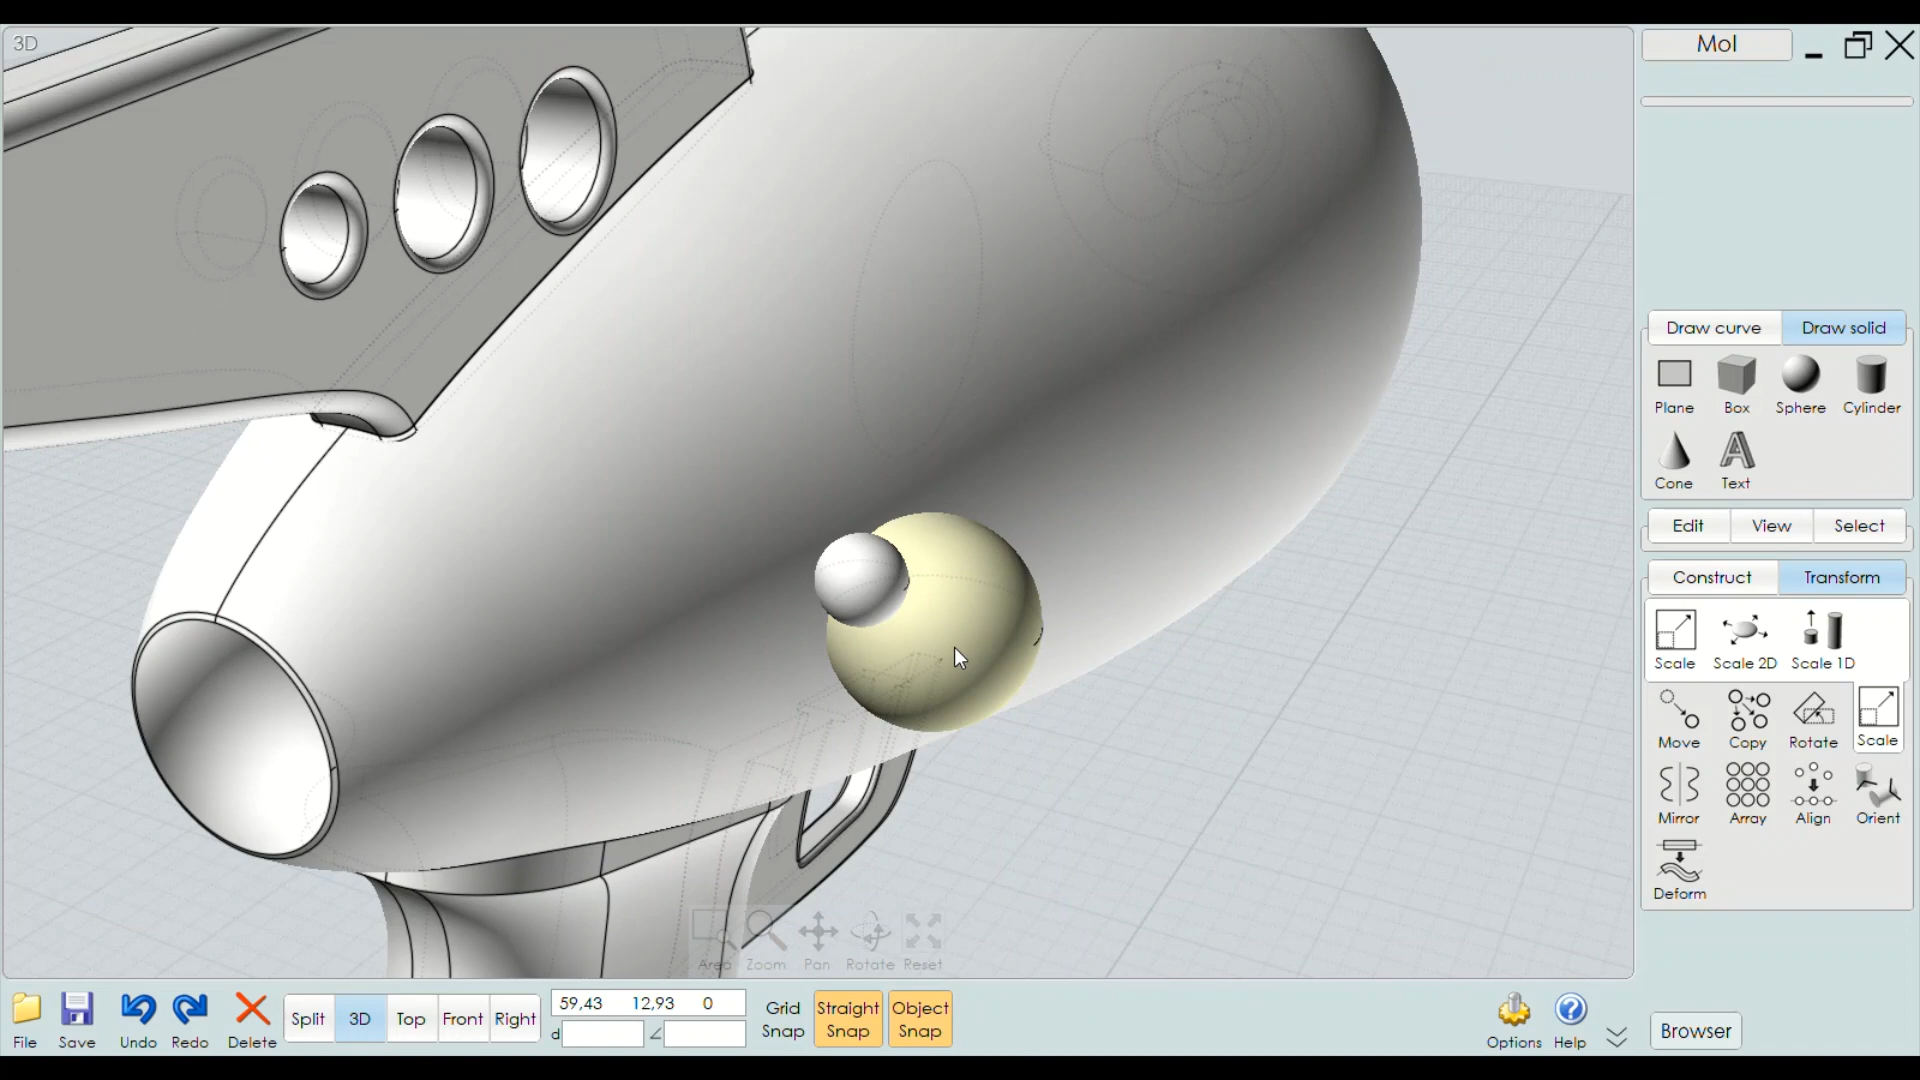 3D
MoI
Draw curve Draw solid
Plane Box Sphere Cylinder
Cone Text
Edit View Select
Construct Transform
Scale Scale 2D Scale 1D
Move Copy Rotate Scale
Mirror Array Align Orient
Deform
Area Zoom Pan Rotate Reset
File Save Undo Redo Delete
Split 3D Top Front Right
59,43 12,93 0
d ∠
Grid Snap
Straight Snap
Object Snap
Options Help
Browser